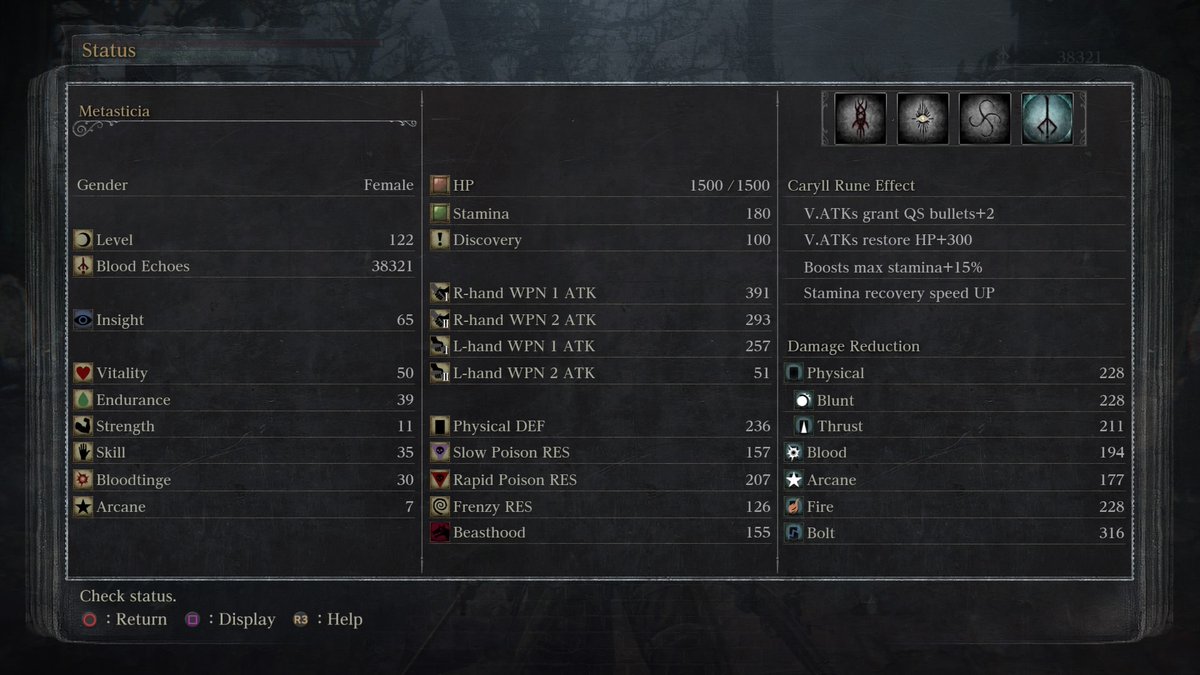 Status
38321
Metasticia
Gender Female
Level 122
Blood Echoes 38321
Insight 65
Vitality 50
Endurance 39
Strength 11
Skill 35
Bloodtinge 30
Arcane 7
HP 1500 / 1500
Stamina 180
Discovery 100
R-hand WPN 1 ATK 391
R-hand WPN 2 ATK 293
L-hand WPN 1 ATK 257
L-hand WPN 2 ATK 51
Physical DEF 236
Slow Poison RES 157
Rapid Poison RES 207
Frenzy RES 126
Beasthood 155
Caryll Rune Effect
V.ATKs grant QS bullets+2
V.ATKs restore HP+300
Boosts max stamina+15%
Stamina recovery speed UP
Damage Reduction
Physical 228
Blunt 228
Thrust 211
Blood 194
Arcane 177
Fire 228
Bolt 316
Check status.
: Return : Display R3 : Help